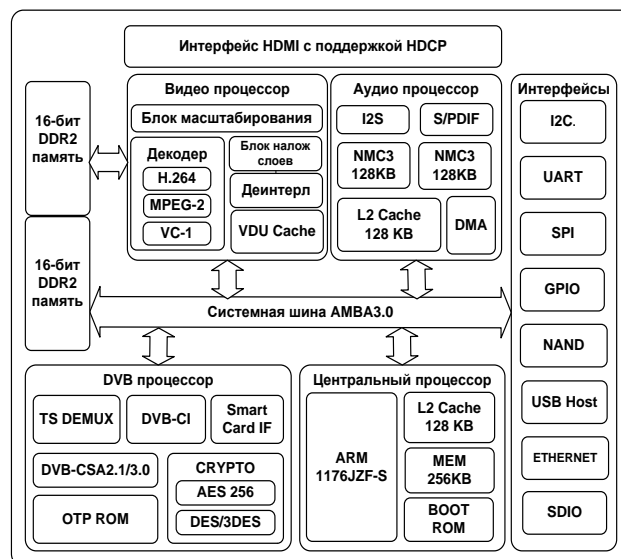 Интерфейс HDMI с поддержкой HDCP
16-бит
DDR2
память
16-бит
DDR2
память
Видео процессор
Блок масштабирования
Декодер
H.264
MPEG-2
VC-1
Блок налож
слоев
Деинтерл
VDU Cache
Аудио процессор
I2S
S/PDIF
NMC3
128KB
NMC3
128KB
L2 Cache
128 KB
DMA
Интерфейсы
I2C.
UART
SPI
GPIO
NAND
USB Host
ETHERNET
SDIO
Системная шина AMBA3.0
DVB процессор
TS DEMUX
DVB-CI
Smart
Card IF
DVB-CSA2.1/3.0
OTP ROM
CRYPTO
AES 256
DES/3DES
Центральный процессор
ARM
1176JZF-S
L2 Cache
128 KB
MEM
256KB
BOOT
ROM